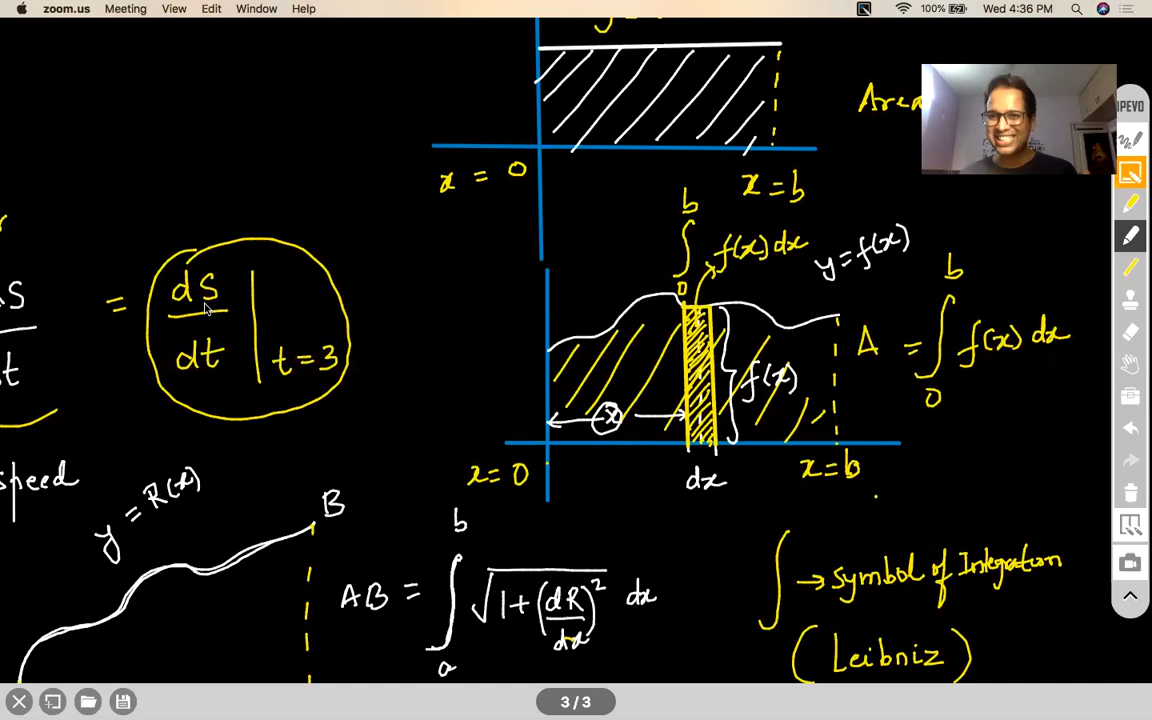 zoom.us Meeting View Edit Window Help
100% Wed 4:36 PM
IPEVO
Area
x = 0
x = b
dS
dt
t = 3
=
S
t
speed
b
∫ f(x) dx
0
y = f(x)
f(x)
x
x = 0
dx
x = b
b
A = ∫ f(x) dx
0
y = R(x)
B
b
AB = ∫ √1 + (dR/dx)² dx
a
∫ → symbol of Integration
(Leibniz)
3 / 3